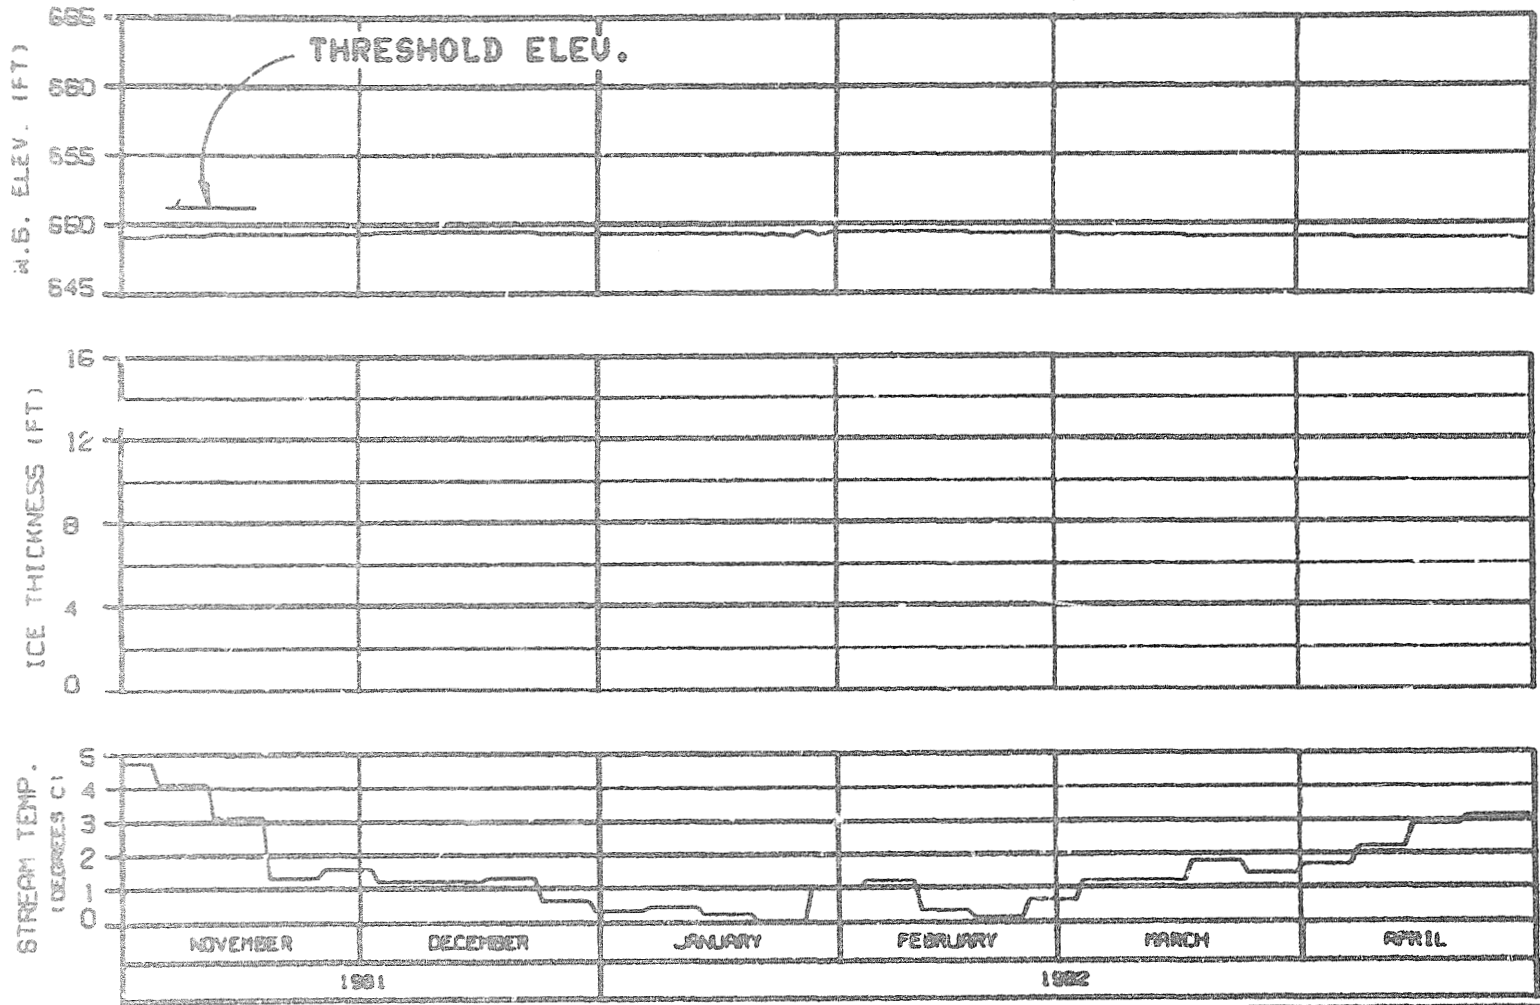 W.S. ELEV. (FT)
665
THRESHOLD ELEV.
660
655
650
645
ICE THICKNESS (FT)
16
12
8
4
0
STREAM TEMP.
(DEGREES C)
5
4
3
2
1
0
NOVEMBER DECEMBER JANUARY FEBRUARY MARCH APRIL
1981 1982